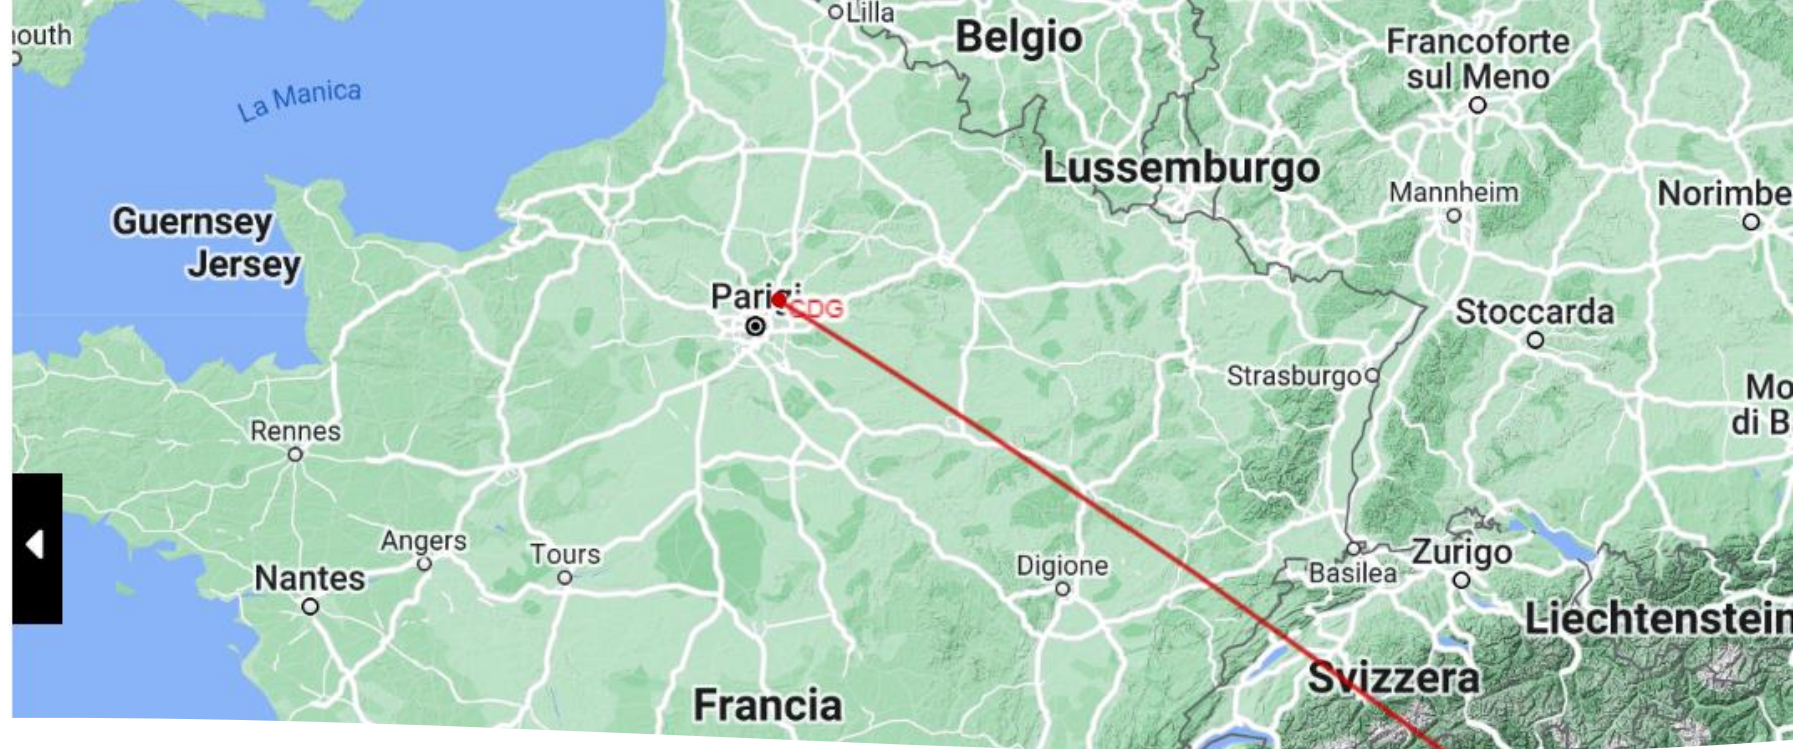 Lilla
Belgio
outh
Francoforte
sul Meno
La Manica
Lussemburgo
Mannheim
Norimbe
Guernsey
Jersey
Parigi
CDG
Stoccarda
Strasburgo
Mo
di B
Rennes
Angers
Tours
Nantes
Digione
Basilea
Zurigo
Liechtenstein
Svizzera
Francia